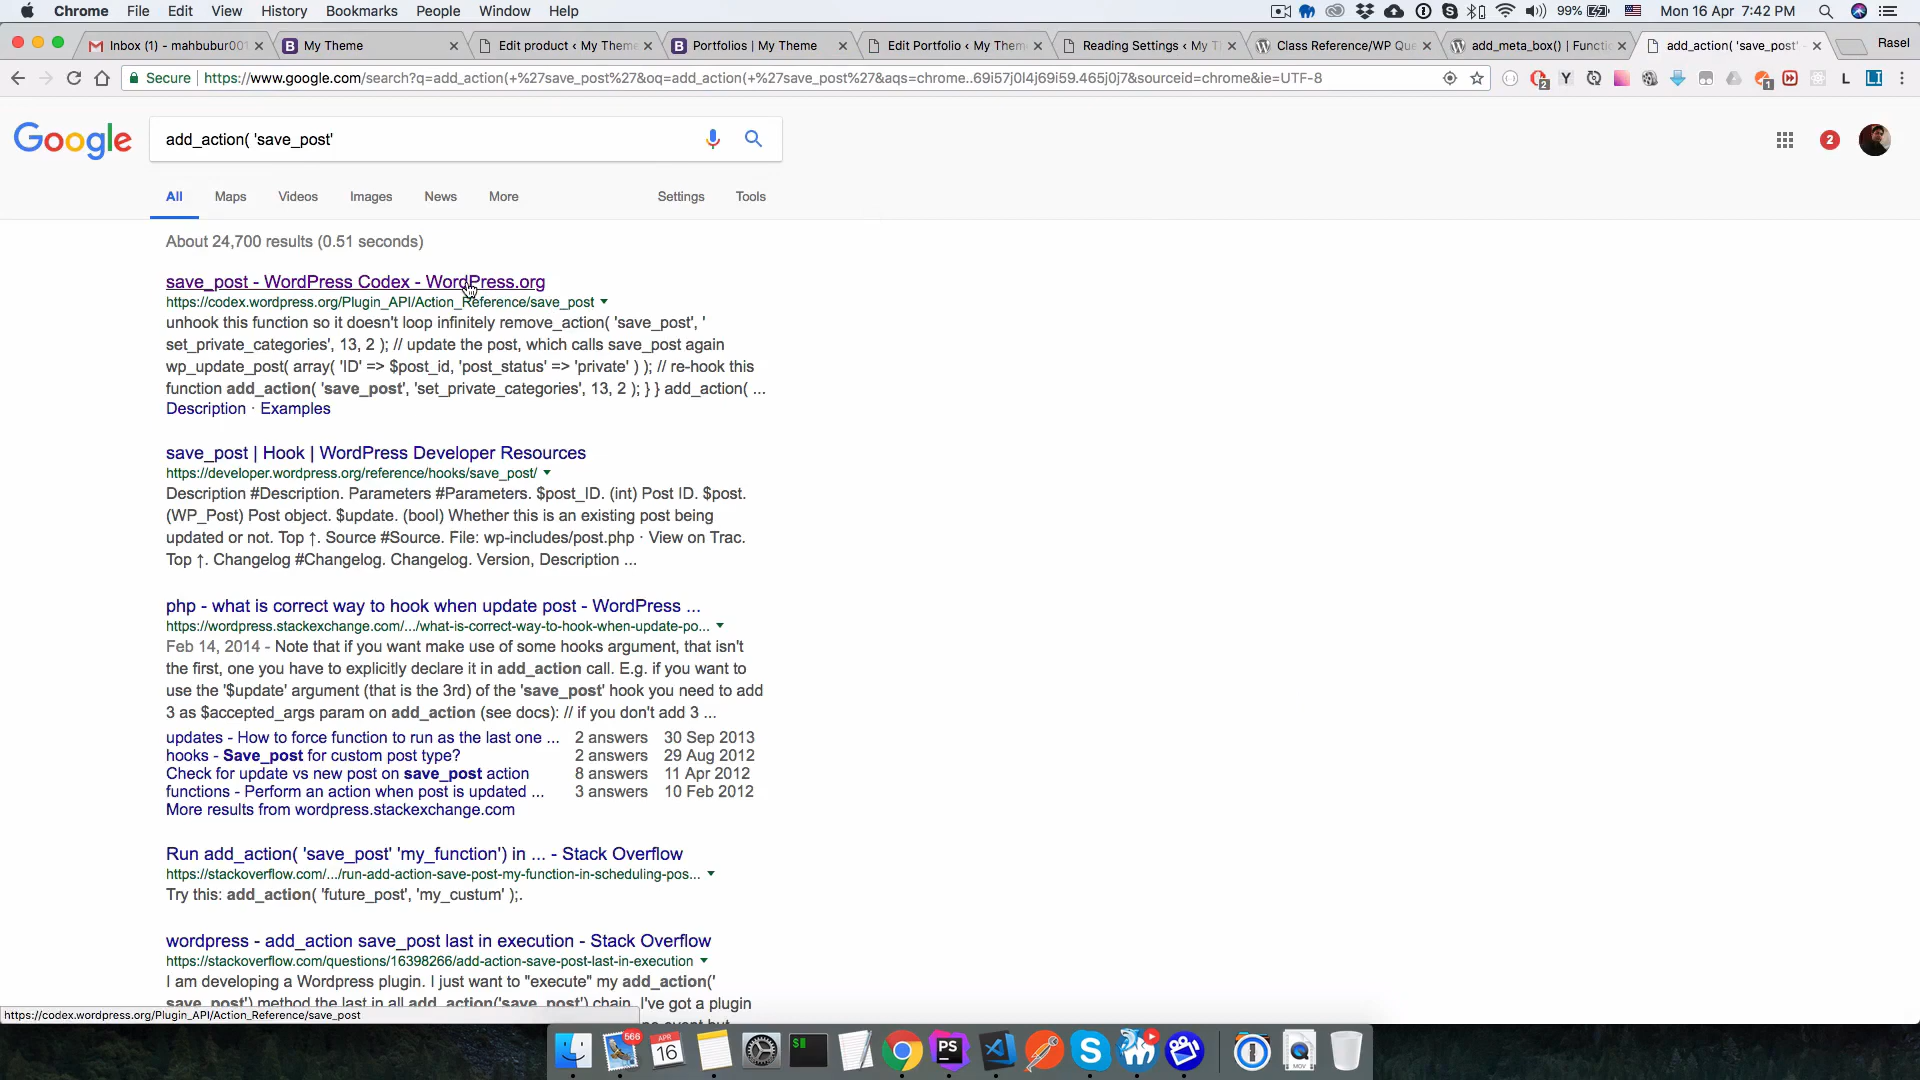 Chrome File Edit View History Bookmarks People Window Help 99% Mon 16 Apr 7:42 PM
Inbox (1) - mahbubur001 My Theme Edit product ‹ My Theme Portfolios | My Theme Edit Portfolio ‹ My Them Reading Settings ‹ My T Class Reference/WP Que add_meta_box() | Functi add_action( 'save_post' - Rasel
Secure https://www.google.com/search?q=add_action(+%27save_post%27&oq=add_action(+%27save_post%27&aqs=chrome..69i57j0l4j69i59.465j0j7&sourceid=chrome&ie=UTF-8
Google add_action( 'save_post' 2
All Maps Videos Images News More Settings Tools
About 24,700 results (0.51 seconds)
save_post - WordPress Codex - WordPress.org
https://codex.wordpress.org/Plugin_API/Action_Reference/save_post
unhook this function so it doesn't loop infinitely remove_action( 'save_post', '
set_private_categories', 13, 2 ); // update the post, which calls save_post again
wp_update_post( array( 'ID' => $post_id, 'post_status' => 'private' ) ); // re-hook this
function add_action( 'save_post', 'set_private_categories', 13, 2 ); } } add_action( ...
Description · Examples
save_post | Hook | WordPress Developer Resources
https://developer.wordpress.org/reference/hooks/save_post/
Description #Description. Parameters #Parameters. $post_ID. (int) Post ID. $post.
(WP_Post) Post object. $update. (bool) Whether this is an existing post being
updated or not. Top ↑. Source #Source. File: wp-includes/post.php · View on Trac.
Top ↑. Changelog #Changelog. Changelog. Version, Description ...
php - what is correct way to hook when update post - WordPress ...
https://wordpress.stackexchange.com/.../what-is-correct-way-to-hook-when-update-po...
Feb 14, 2014 - Note that if you want make use of some hooks argument, that isn't
the first, one you have to explicitly declare it in add_action call. E.g. if you want to
use the '$update' argument (that is the 3rd) of the 'save_post' hook you need to add
3 as $accepted_args param on add_action (see docs): // if you don't add 3 ...
updates - How to force function to run as the last one ... 2 answers 30 Sep 2013
hooks - Save_post for custom post type? 2 answers 29 Aug 2012
Check for update vs new post on save_post action 8 answers 11 Apr 2012
functions - Perform an action when post is updated ... 3 answers 10 Feb 2012
More results from wordpress.stackexchange.com
Run add_action( 'save_post' 'my_function') in ... - Stack Overflow
https://stackoverflow.com/.../run-add-action-save-post-my-function-in-scheduling-pos...
Try this: add_action( 'future_post', 'my_custum' );.
wordpress - add_action save_post last in execution - Stack Overflow
https://stackoverflow.com/questions/16398266/add-action-save-post-last-in-execution
I am developing a Wordpress plugin. I just want to "execute" my add_action('
save_post') method the last in all add_action('save_post') chain. I've got a plugin
https://codex.wordpress.org/Plugin_API/Action_Reference/save_post
566 APR 16 PS